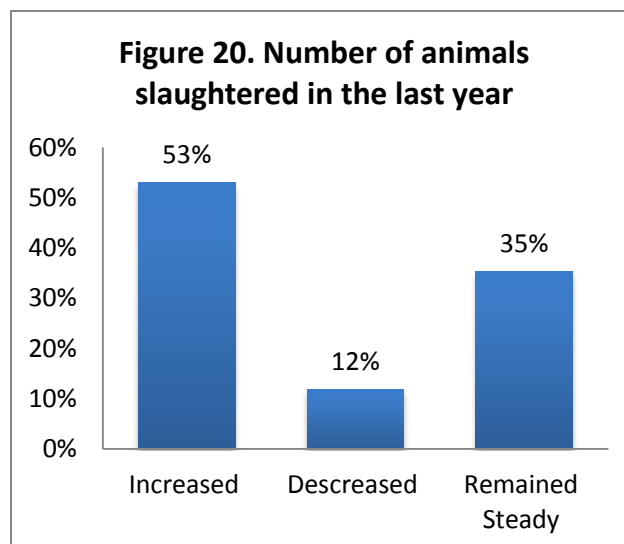 Figure 20. Number of animals
slaughtered in the last year
60%
50%
40%
30%
20%
10%
0%
53%
12%
35%
Increased
Descreased
Remained
Steady